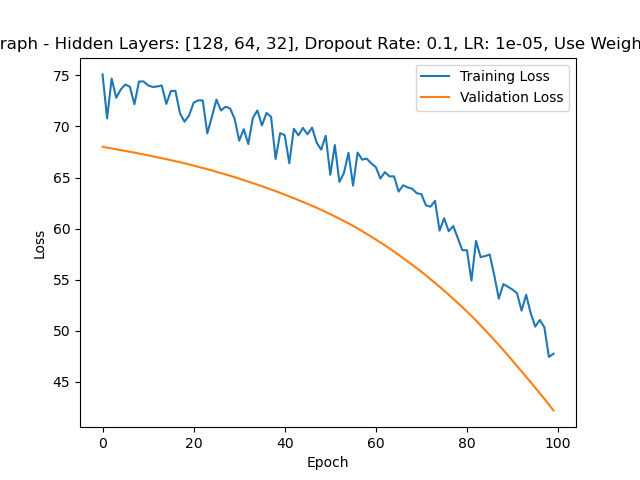 raph - Hidden Layers: [128, 64, 32], Dropout Rate: 0.1, LR: 1e-05, Use Weigh
Training Loss
Validation Loss
75
70
65
60
55
50
45
Loss
0
20
40
60
80
100
Epoch